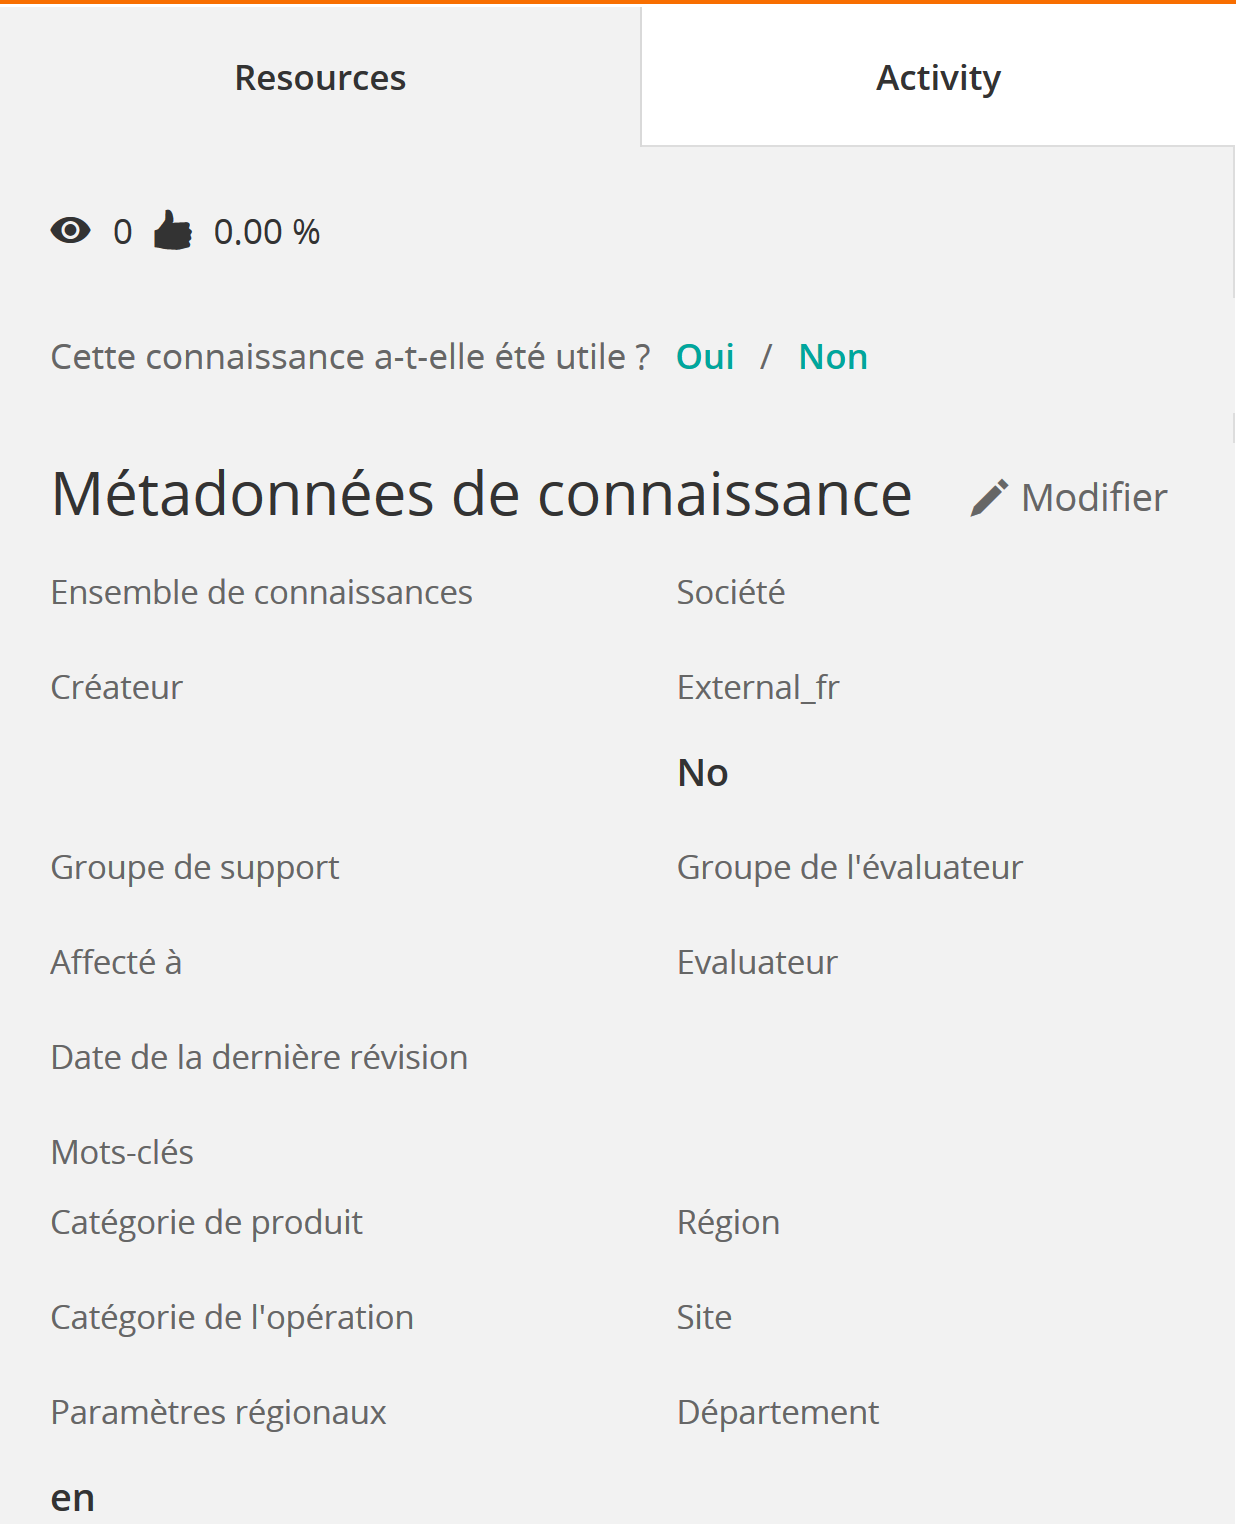 Resources
Activity
0 0.00 %
Cette connaissance a-t-elle été utile ? Oui / Non
Métadonnées de connaissance Modifier
Ensemble de connaissances
Société
Créateur
External_fr
No
Groupe de support
Groupe de l'évaluateur
Affecté à
Evaluateur
Date de la dernière révision
Mots-clés
Catégorie de produit
Région
Catégorie de l'opération
Site
Paramètres régionaux
Département
en